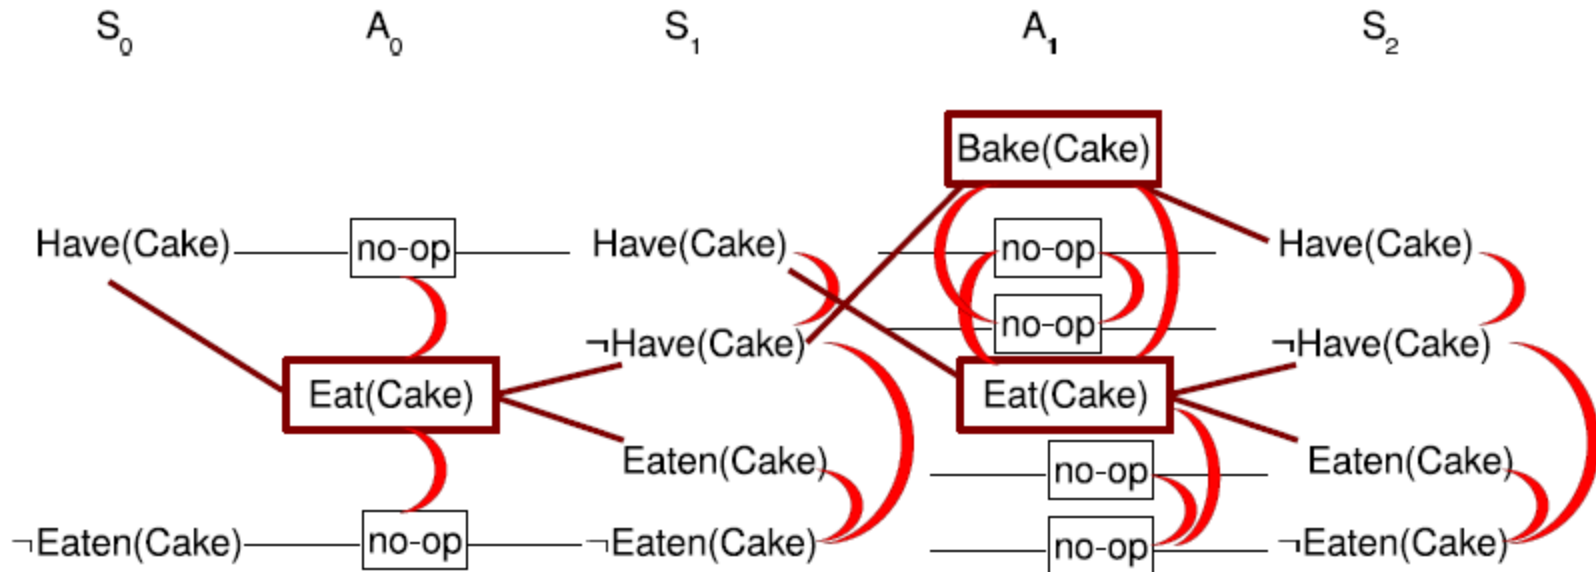 S0 A0 S1 A1 S2
Bake(Cake)
Have(Cake) no-op Have(Cake) no-op Have(Cake)
no-op
¬Have(Cake) ¬Have(Cake)
Eat(Cake) Eat(Cake)
Eaten(Cake) no-op Eaten(Cake)
¬Eaten(Cake) no-op ¬Eaten(Cake) no-op ¬Eaten(Cake)